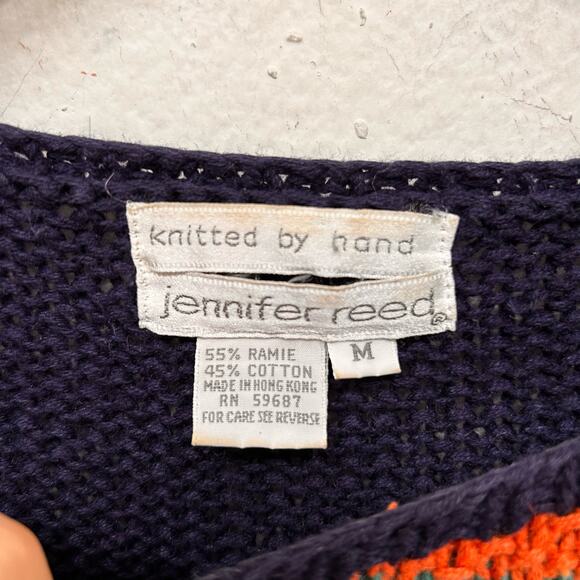 knitted by hand
jennifer reed®
55% RAMIE
45% COTTON
MADE IN HONG KONG
RN 59687
FOR CARE SEE REVERSE
M